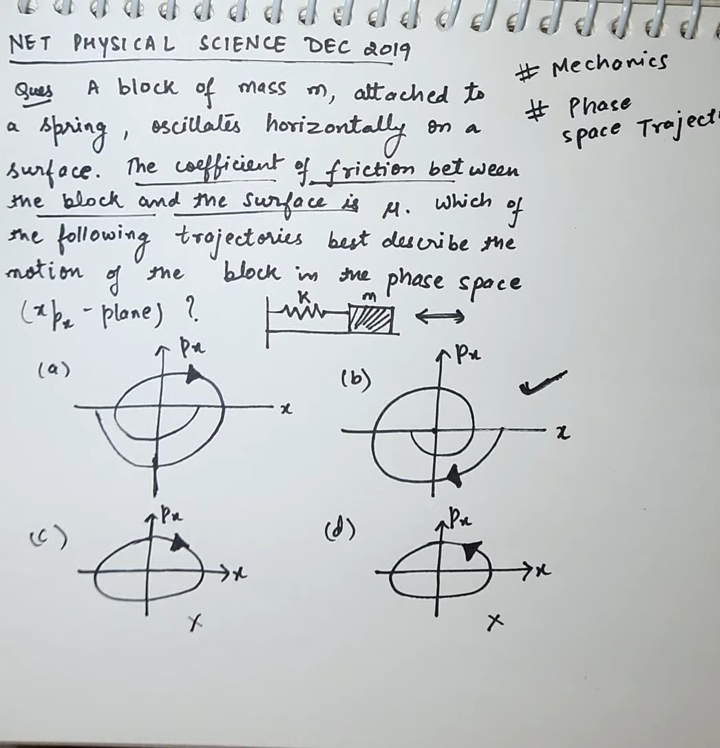 NET PHYSICAL SCIENCE DEC 2019
# Mechanics
# Phase
space Traject
Ques A block of mass m, attached to
a spring, oscillates horizontally on a
surface. The coefficient of friction between
the block and the surface is μ. which of
the following trajectories best describe the
motion of the block in the phase space
(xpₓ - plane) ?
K m
(a) Pₓ
x
(b) Pₓ
x
(c) Pₓ
x
x
(d) Pₓ
x
x